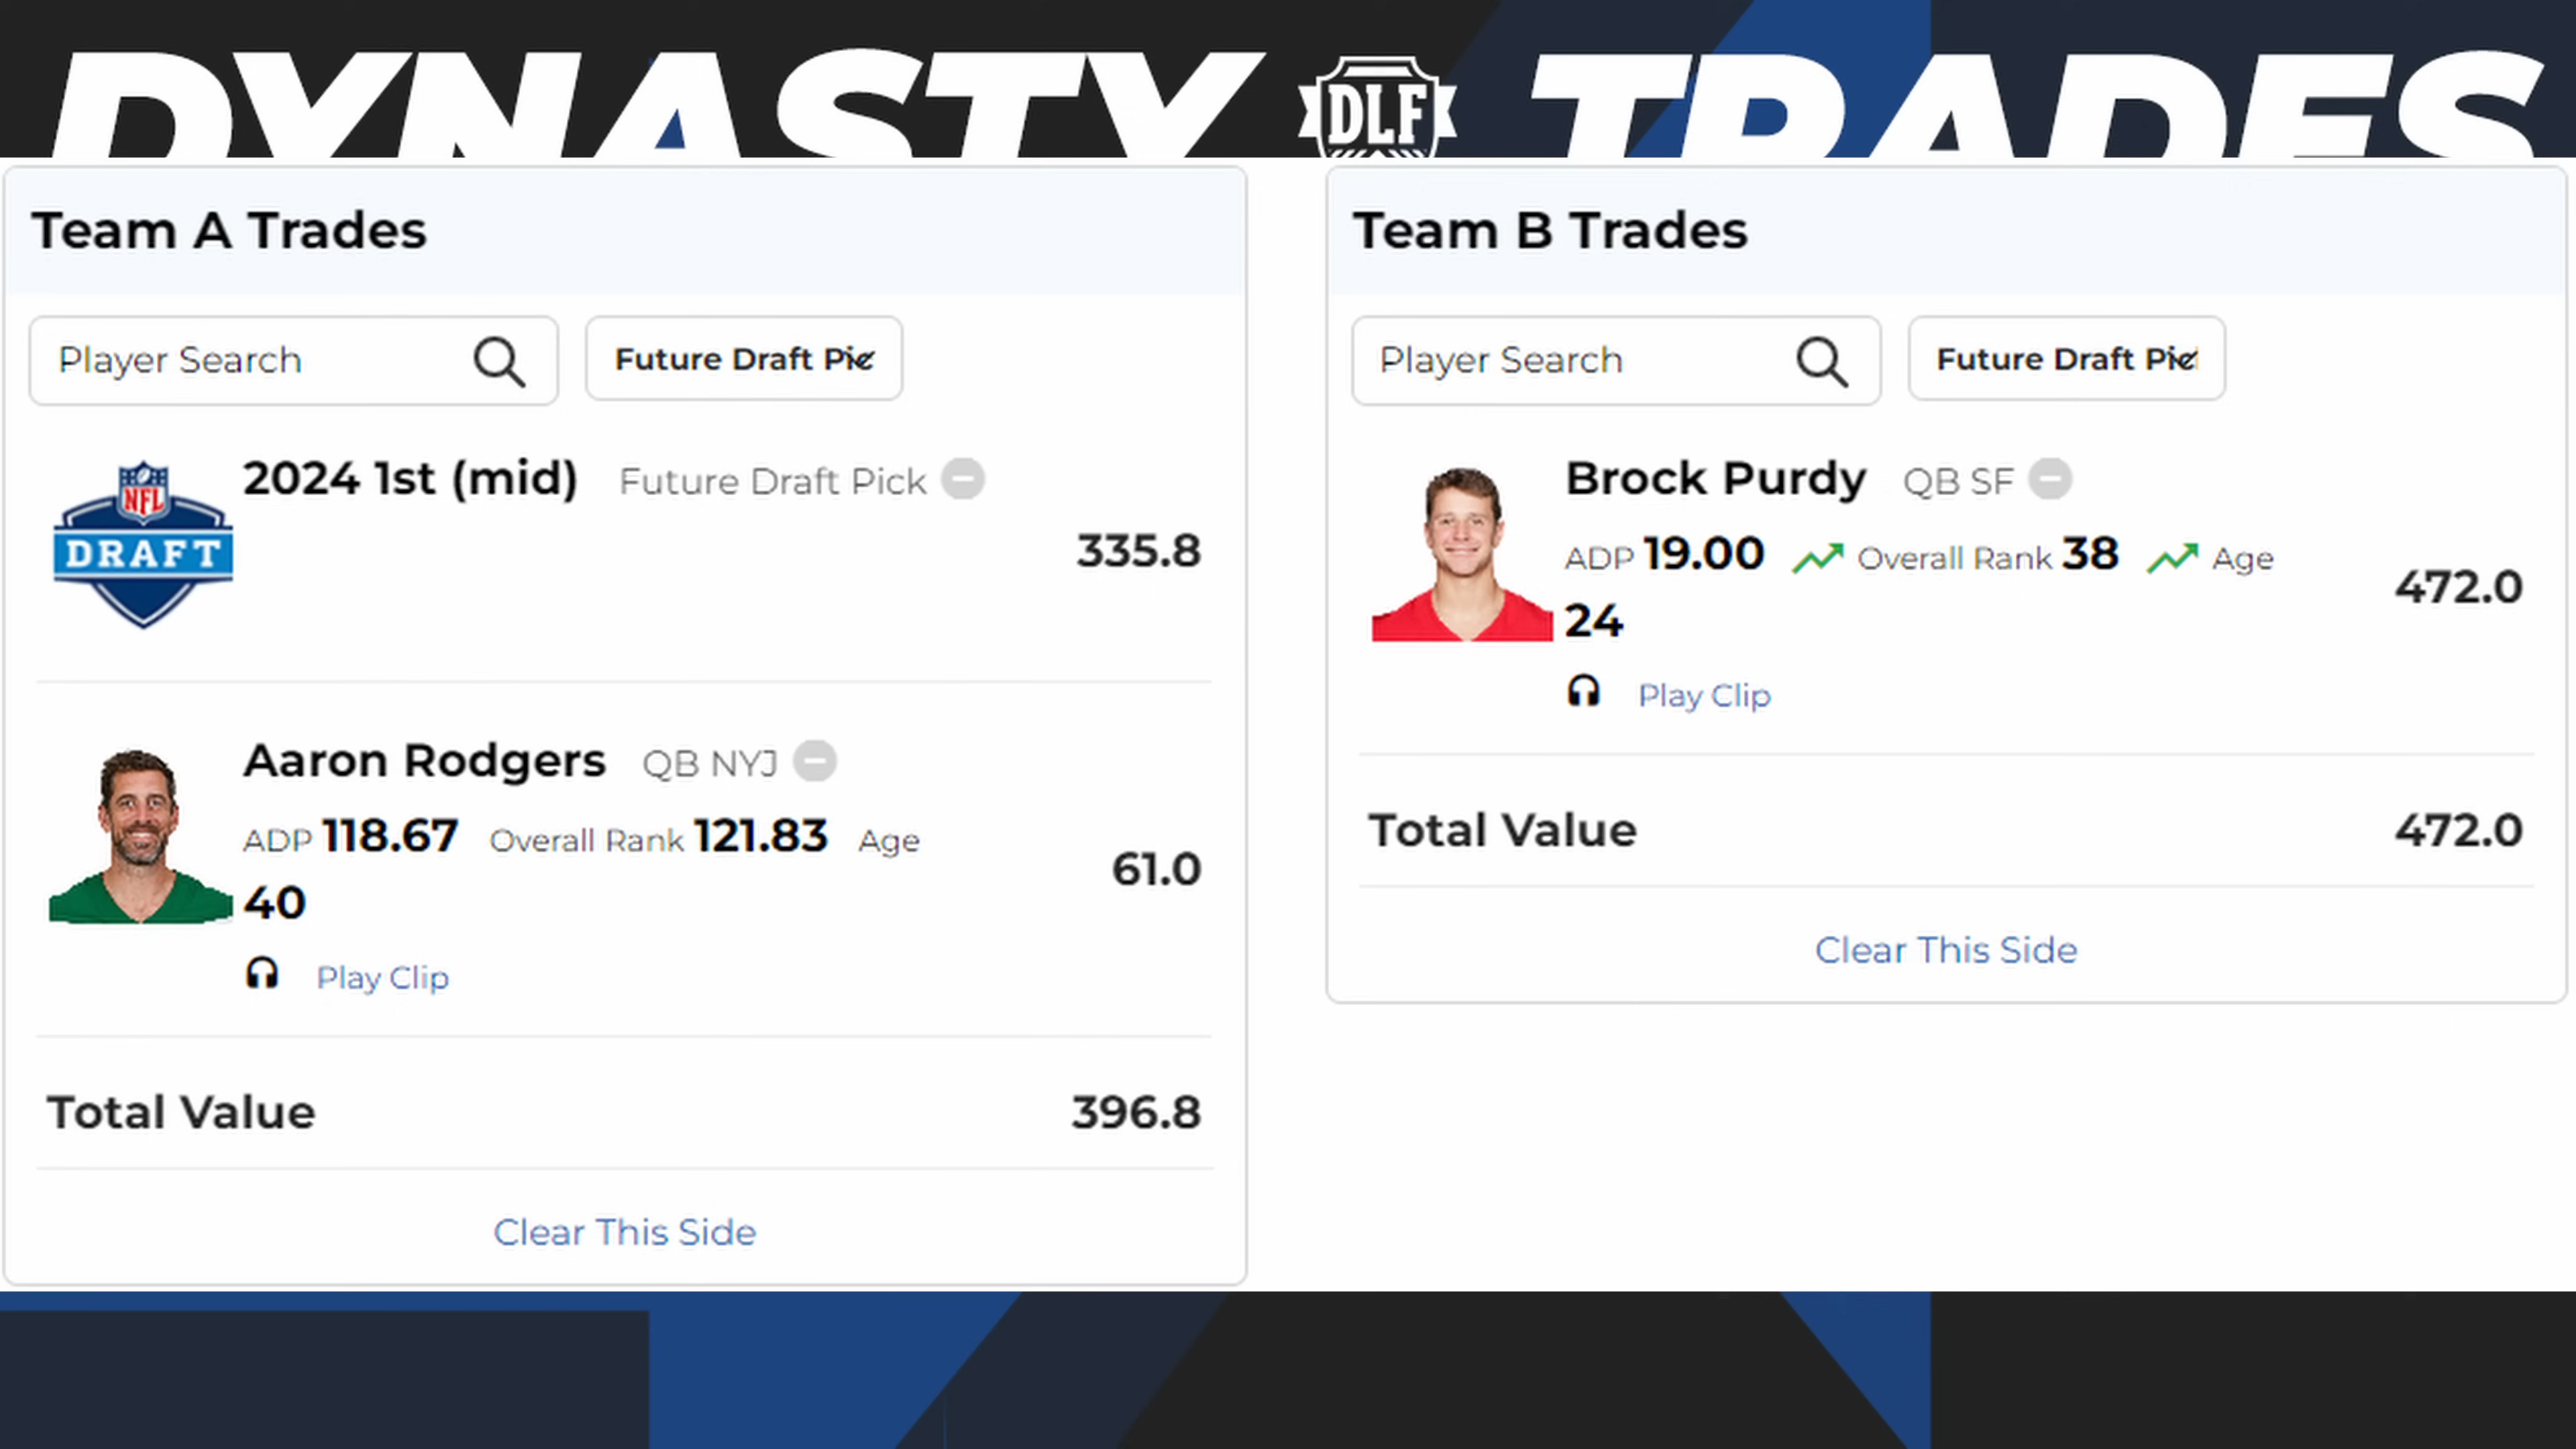 DYNASTY DLF TRADES
Team A Trades
Player Search
Future Draft Pic
2024 1st (mid) Future Draft Pick
NFL
DRAFT
335.8
Aaron Rodgers QB NYJ
ADP 118.67 Overall Rank 121.83 Age
40
61.0
Play Clip
Total Value 396.8
Clear This Side
Team B Trades
Player Search
Future Draft Pic
Brock Purdy QB SF
ADP 19.00 Overall Rank 38 Age
24
472.0
Play Clip
Total Value 472.0
Clear This Side